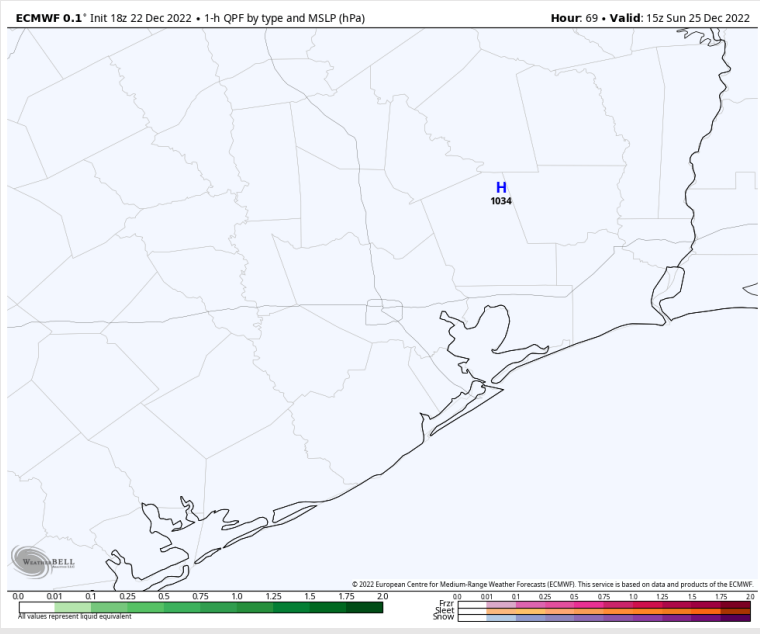 ECMWF 0.1° Init 18z 22 Dec 2022 • 1-h QPF by type and MSLP (hPa)
Hour: 69 • Valid: 15z Sun 25 Dec 2022
H
1034
WEATHERBELL
© 2022 European Centre for Medium-Range Weather Forecasts (ECMWF). This service is based on data and products of the ECMWF.
0.0 0.01 0.1 0.25 0.5 0.75 1.0 1.25 1.5 1.75 2.0
All values represent liquid equivalent
0.0 0.01 0.1 0.25 0.5 0.75 1.0 1.25 1.5 1.75 2.0
Frzr
Sleet
Snow